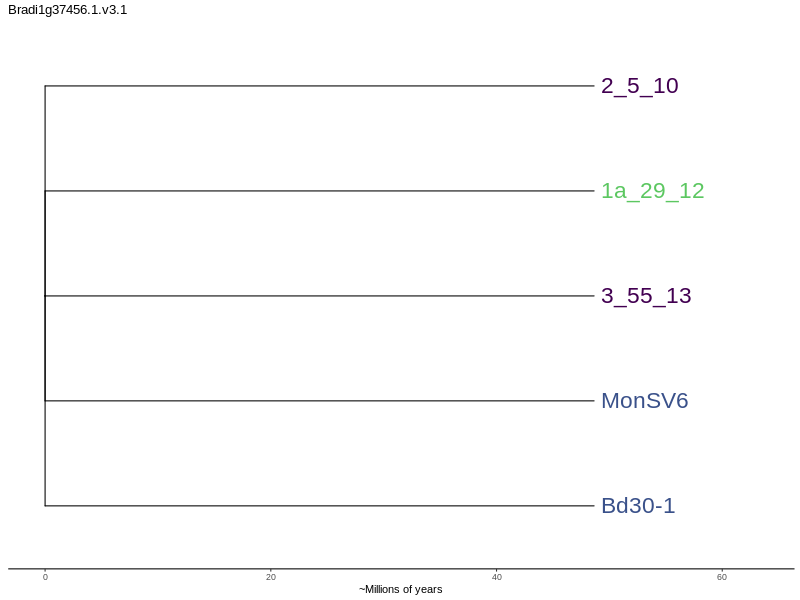 Bradi1g37456.1.v3.1
2_5_10
1a_29_12
3_55_13
MonSV6
Bd30-1
0 20 40 60
~Millions of years